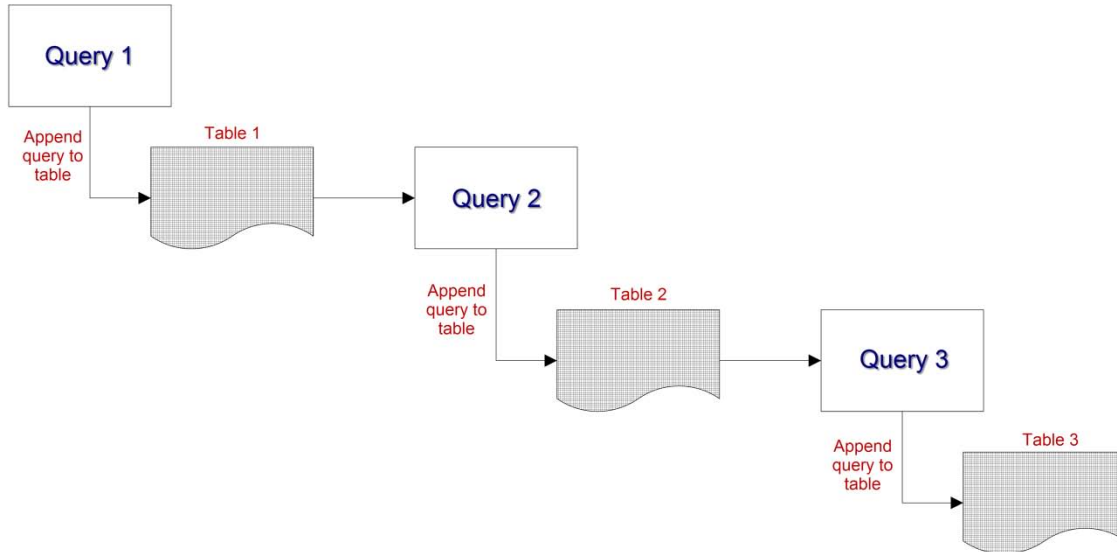 Query 1
Append
query to
table
Table 1
Query 2
Append
query to
table
Table 2
Query 3
Append
query to
table
Table 3